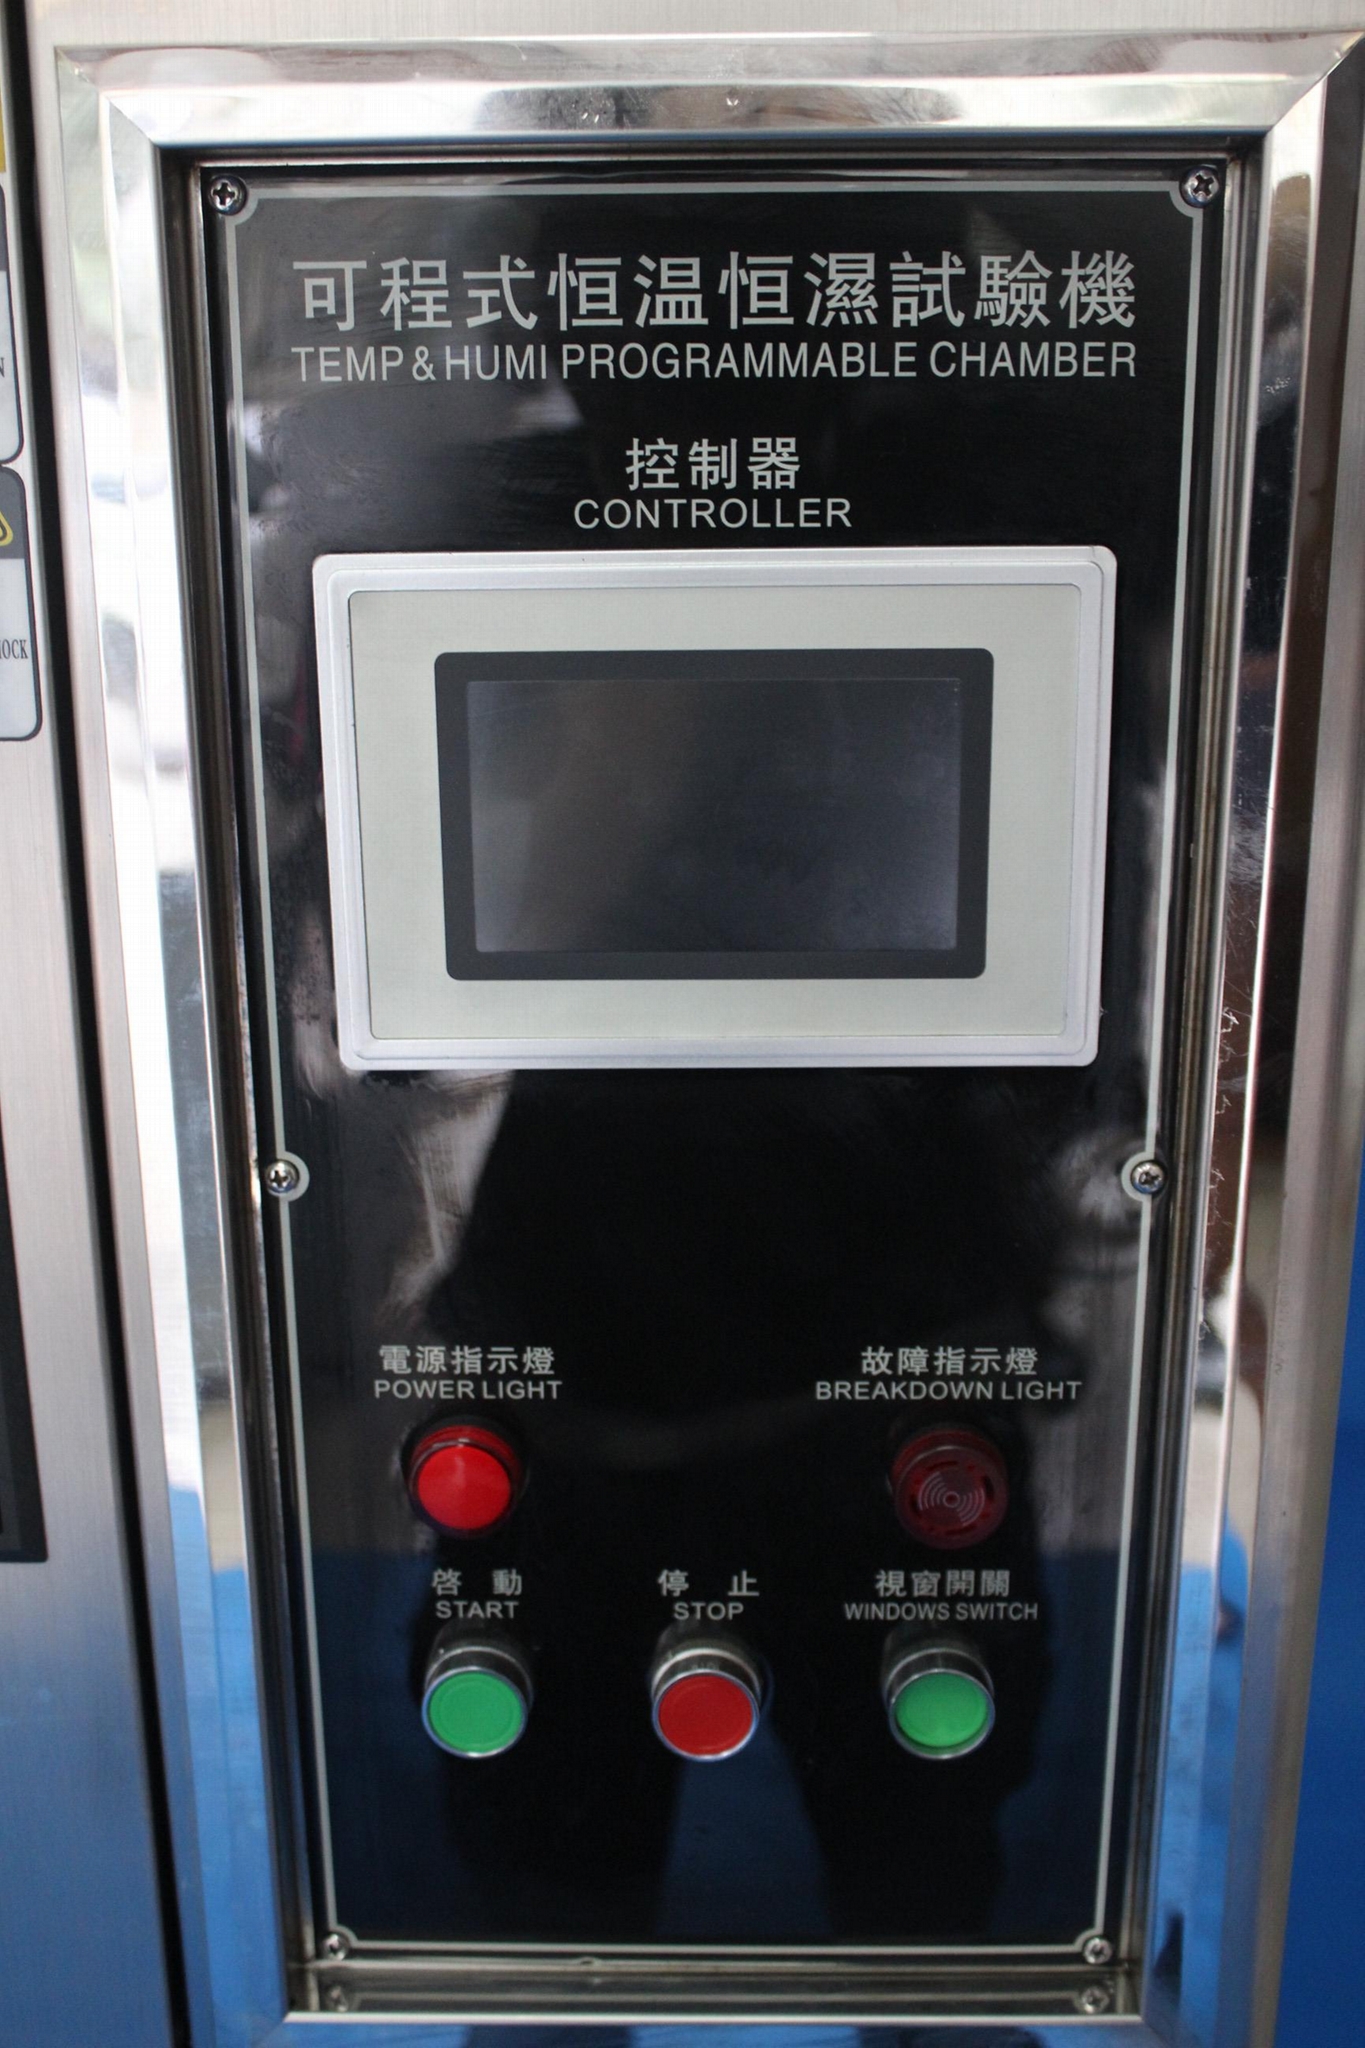 可程式恒温恒濕試驗機
TEMP & HUMI PROGRAMMABLE CHAMBER
控制器
CONTROLLER
電源指示燈
POWER LIGHT
故障指示燈
BREAKDOWN LIGHT
啓 動
START
停 止
STOP
視窗開關
WINDOWS SWITCH